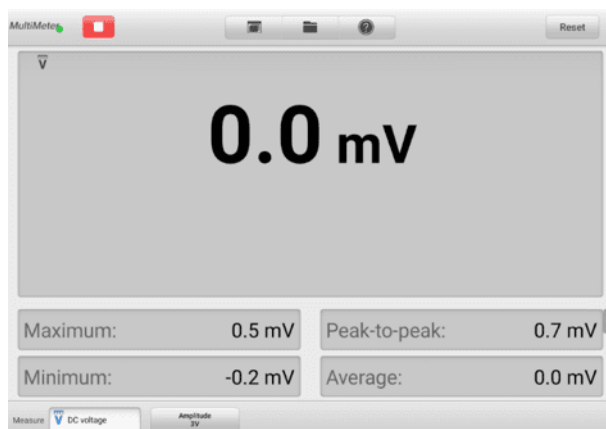 MultiMeter
Reset
V
0.0 mV
Maximum: 0.5 mV
Peak-to-peak: 0.7 mV
Minimum: -0.2 mV
Average: 0.0 mV
Measure V DC voltage
Amplitude
2V